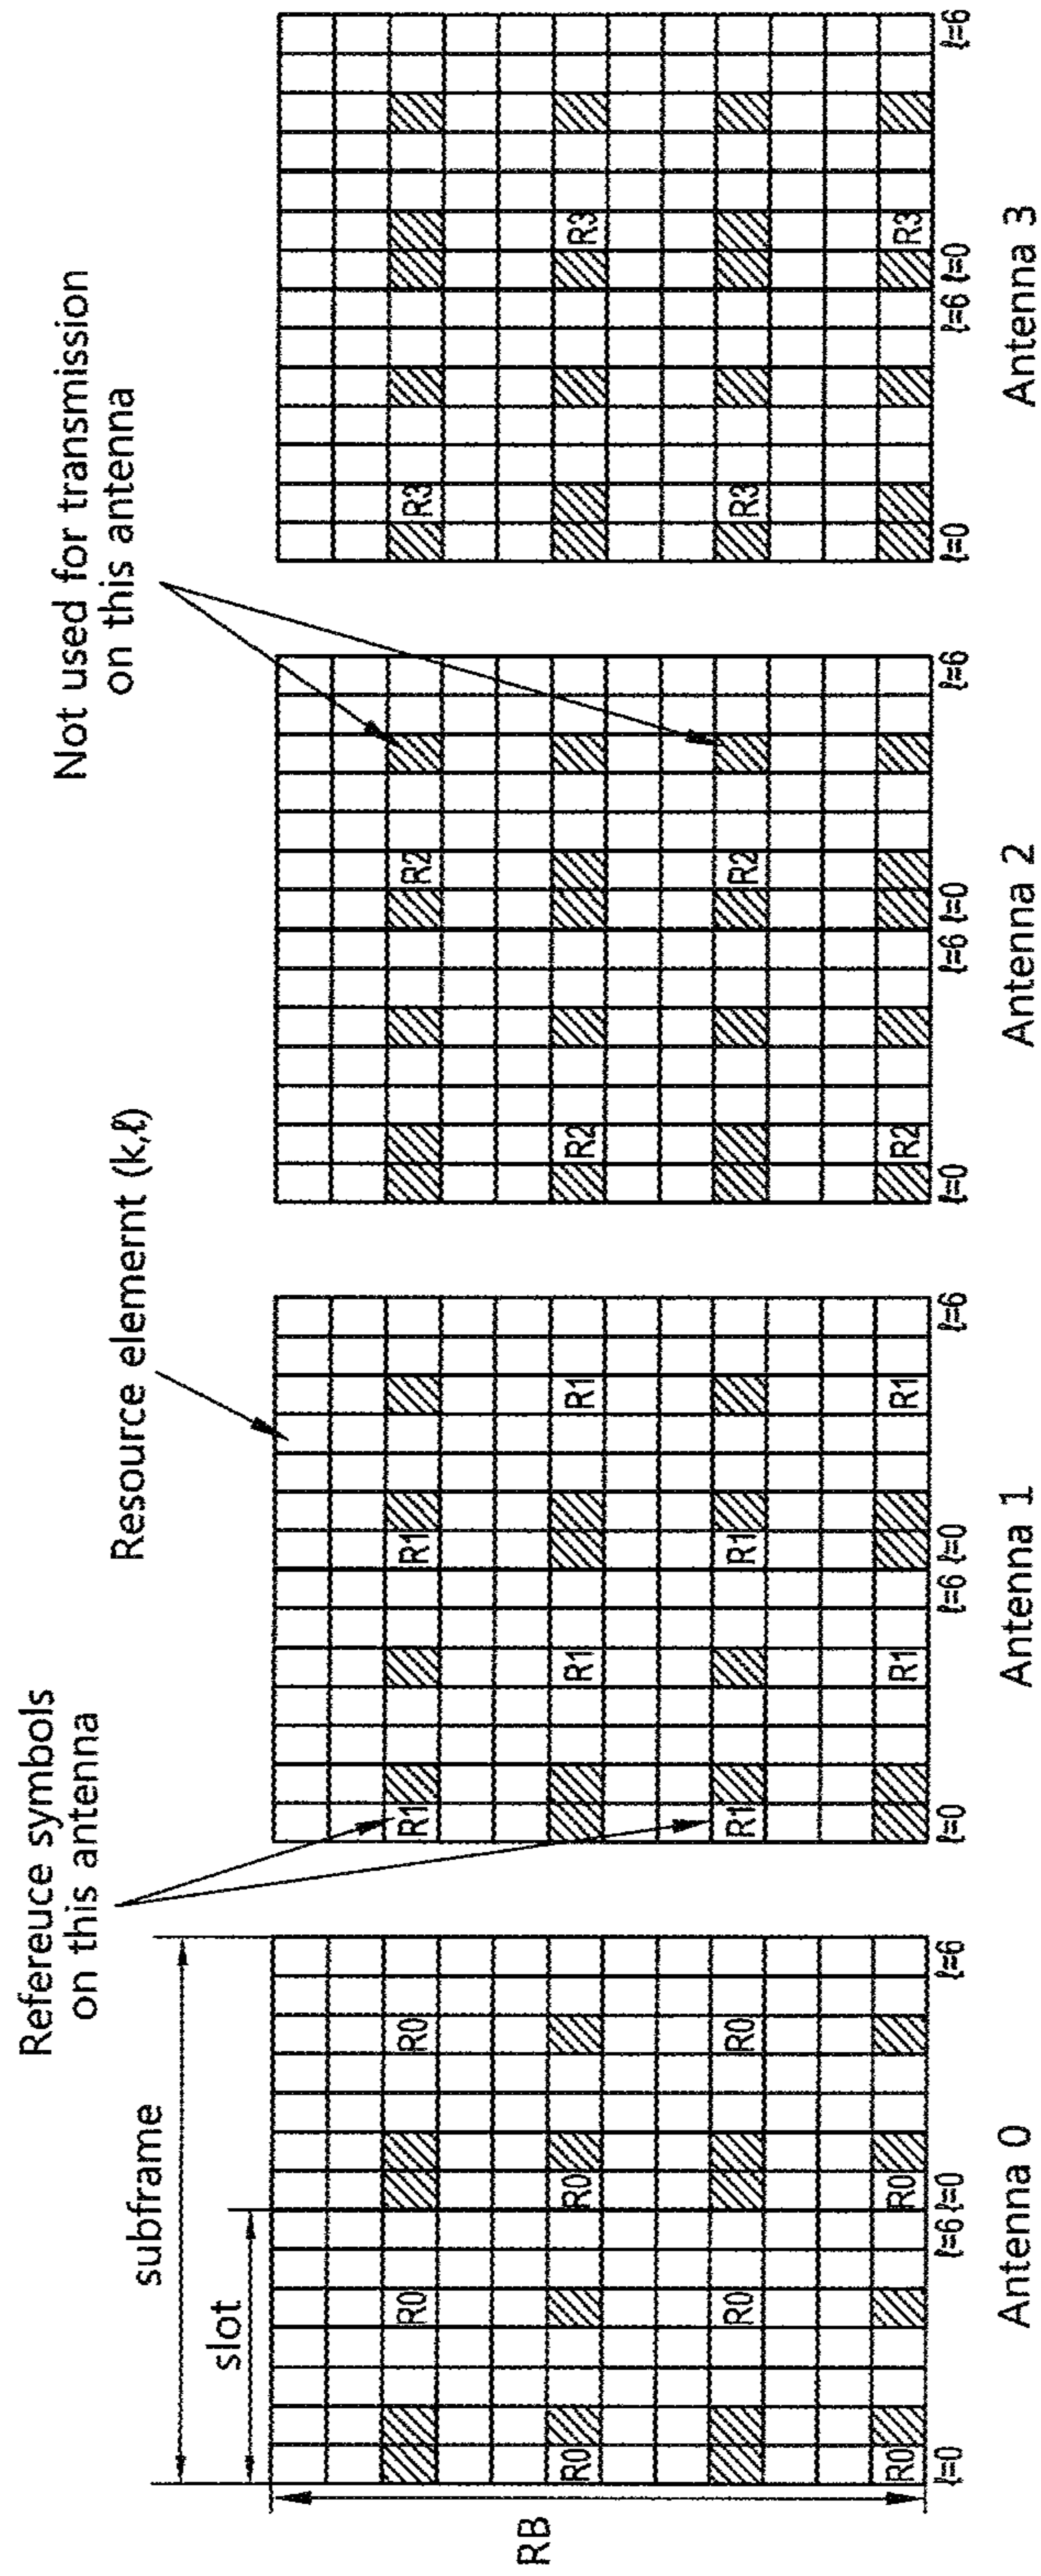 Refereuce symbols
on this antenna
Not used for transmission
on this antenna
Resource elemernt (k,ℓ)
subframe
slot
RB
R0 R0 R1 R1 R2 R3
R0 R0 R1 R1 R2 R3
R0 R0 R1 R1 R2 R3
R0 R0 R1 R1 R2 R3
ℓ=0 ℓ=6 ℓ=0 ℓ=6 ℓ=0 ℓ=6 ℓ=0 ℓ=6 ℓ=0 ℓ=6 ℓ=0 ℓ=6 ℓ=0 ℓ=6 ℓ=0 ℓ=6
Antenna 0 Antenna 1 Antenna 2 Antenna 3